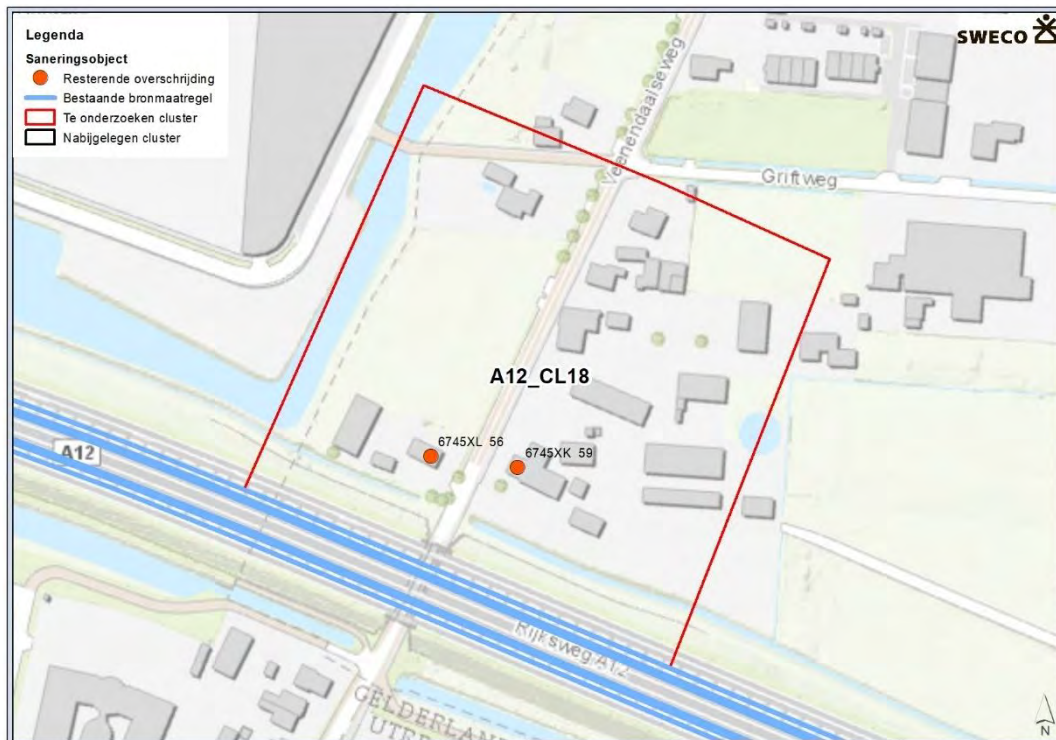 Legenda
Saneringsobject
Resterende overschrijding
Bestaande bronmaatregel
Te onderzoeken cluster
Nabijgelegen cluster
SWECO
Veenendaalseweg
Griftweg
A12_CL18
6745XL 56
6745XK 59
A12
Rijksweg A12
GELDERLAND
N